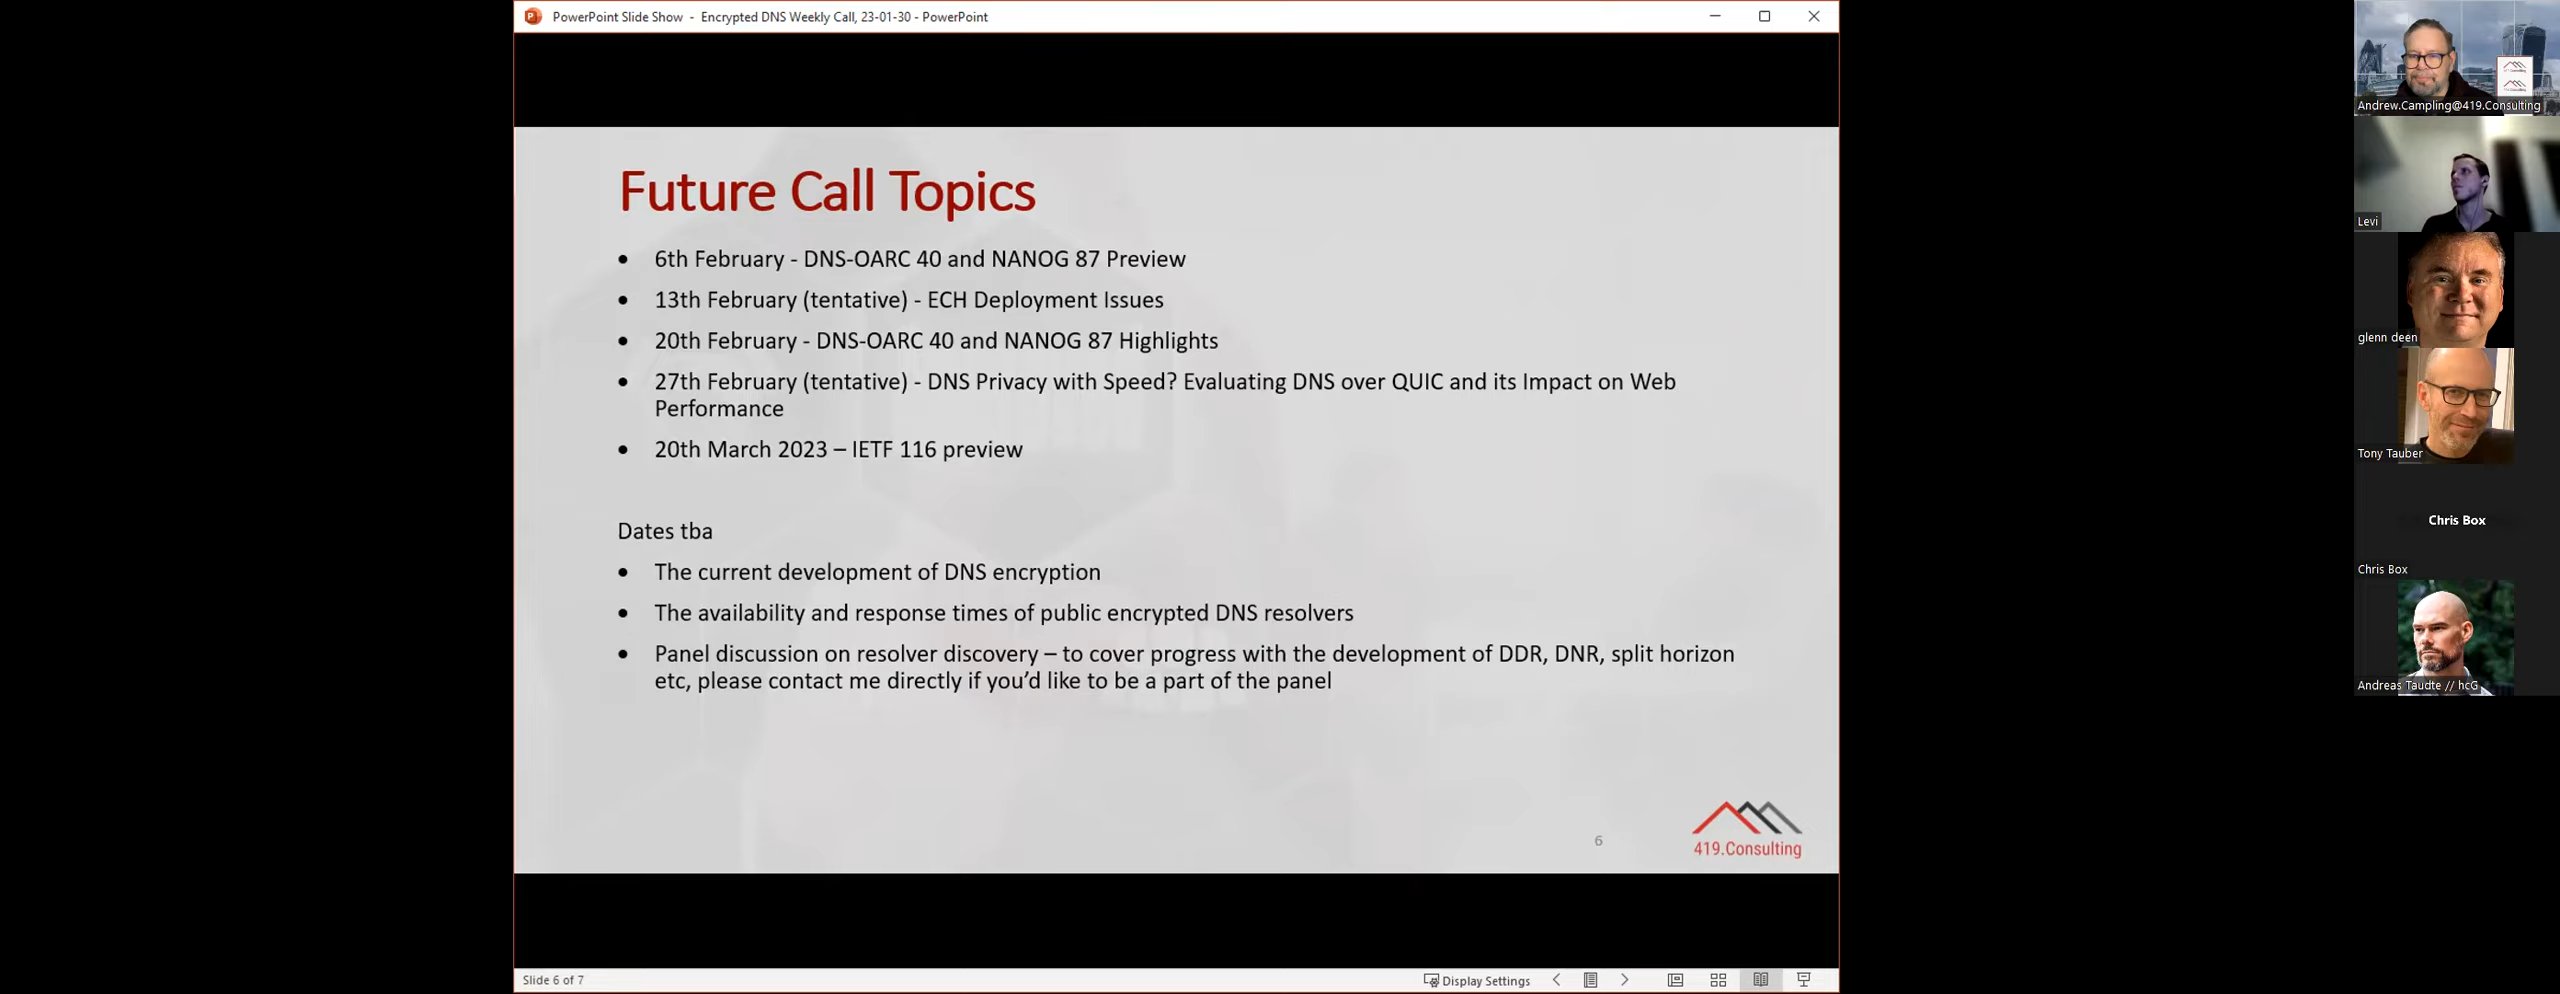 PowerPoint Slide Show - Encrypted DNS Weekly Call, 23-01-30 - PowerPoint
Future Call Topics
• 6th February - DNS-OARC 40 and NANOG 87 Preview
• 13th February (tentative) - ECH Deployment Issues
• 20th February - DNS-OARC 40 and NANOG 87 Highlights
• 27th February (tentative) - DNS Privacy with Speed? Evaluating DNS over QUIC and its Impact on Web
Performance
• 20th March 2023 – IETF 116 preview
Dates tba
• The current development of DNS encryption
• The availability and response times of public encrypted DNS resolvers
• Panel discussion on resolver discovery – to cover progress with the development of DDR, DNR, split horizon
etc, please contact me directly if you’d like to be a part of the panel
6
419.Consulting
Slide 6 of 7
Display Settings
Andrew.Campling@419.Consulting
Levi
glenn deen
Tony Tauber
Chris Box
Chris Box
Andreas Taudte // hcG